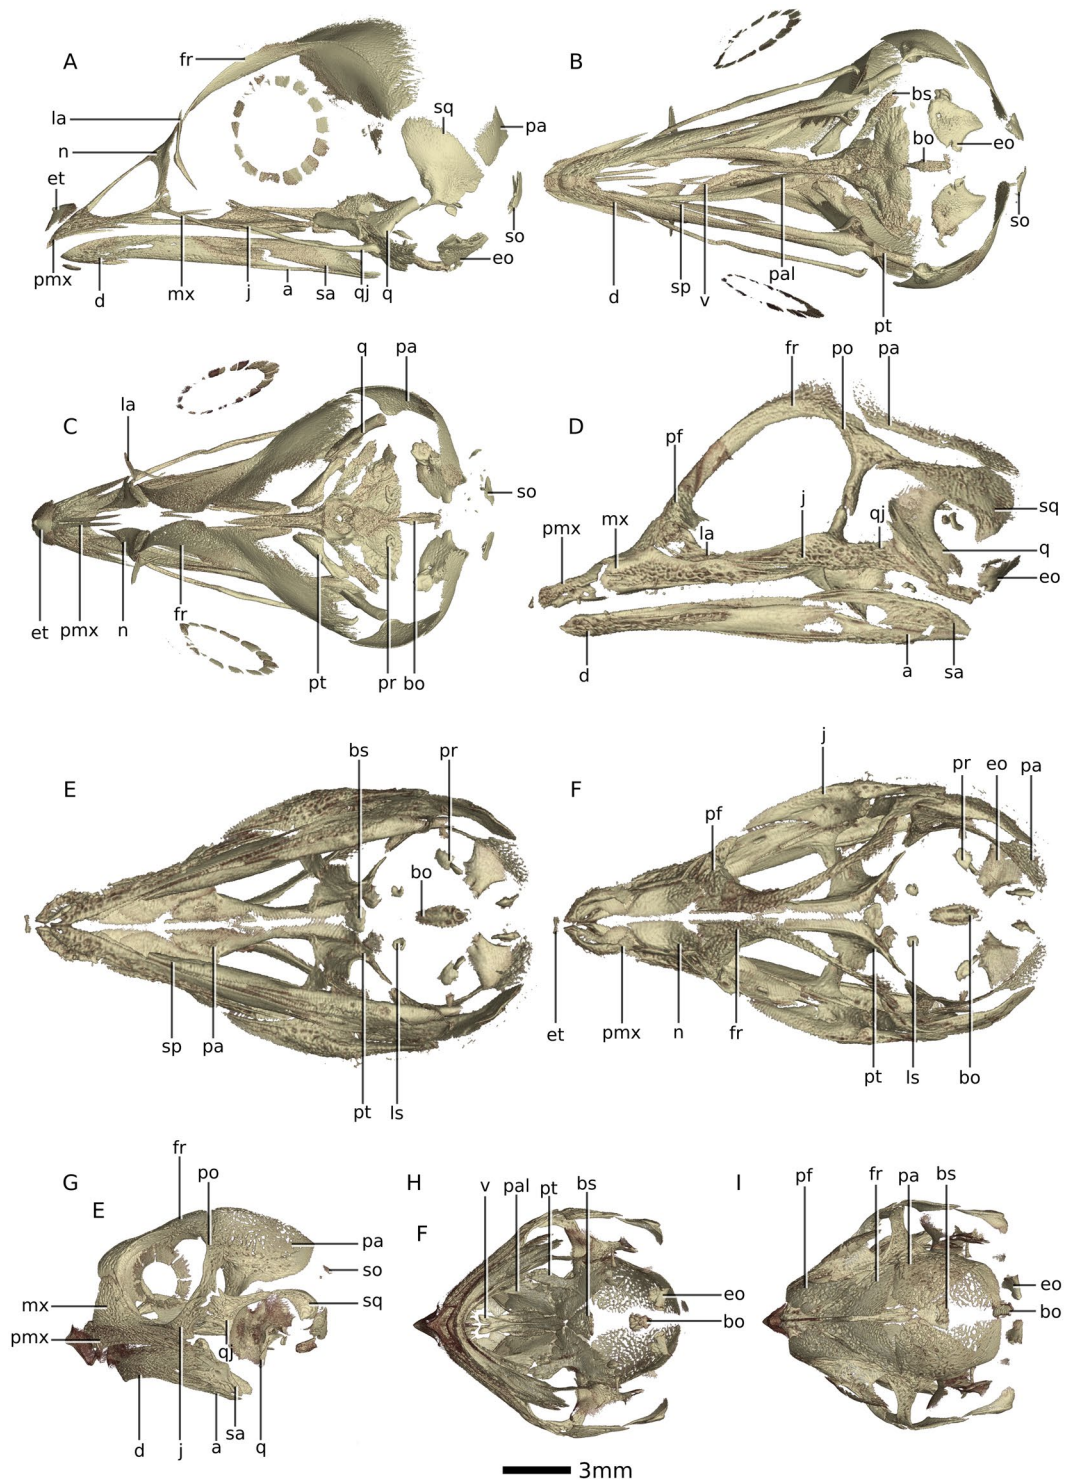 A
fr
la
n
et
pmx
d
mx
j
a
sa
qj
q
sq
pa
so
eo
B
bs
bo
eo
so
d
sp
v
pal
pt
C
la
q
pa
so
et
pmx
n
fr
pt
pr
bo
D
fr
po
pa
pf
j
qj
pmx
mx
la
sq
q
eo
d
a
sa
E
bs
pr
bo
sp
pa
pt
ls
F
j
pf
pr
eo
pa
et
pmx
n
fr
pt
ls
bo
G
E
fr
po
pa
so
sq
mx
pmx
qj
d
j
a
sa
q
H
F
v
pal
pt
bs
eo
bo
I
pf
fr
pa
bs
eo
bo
3mm